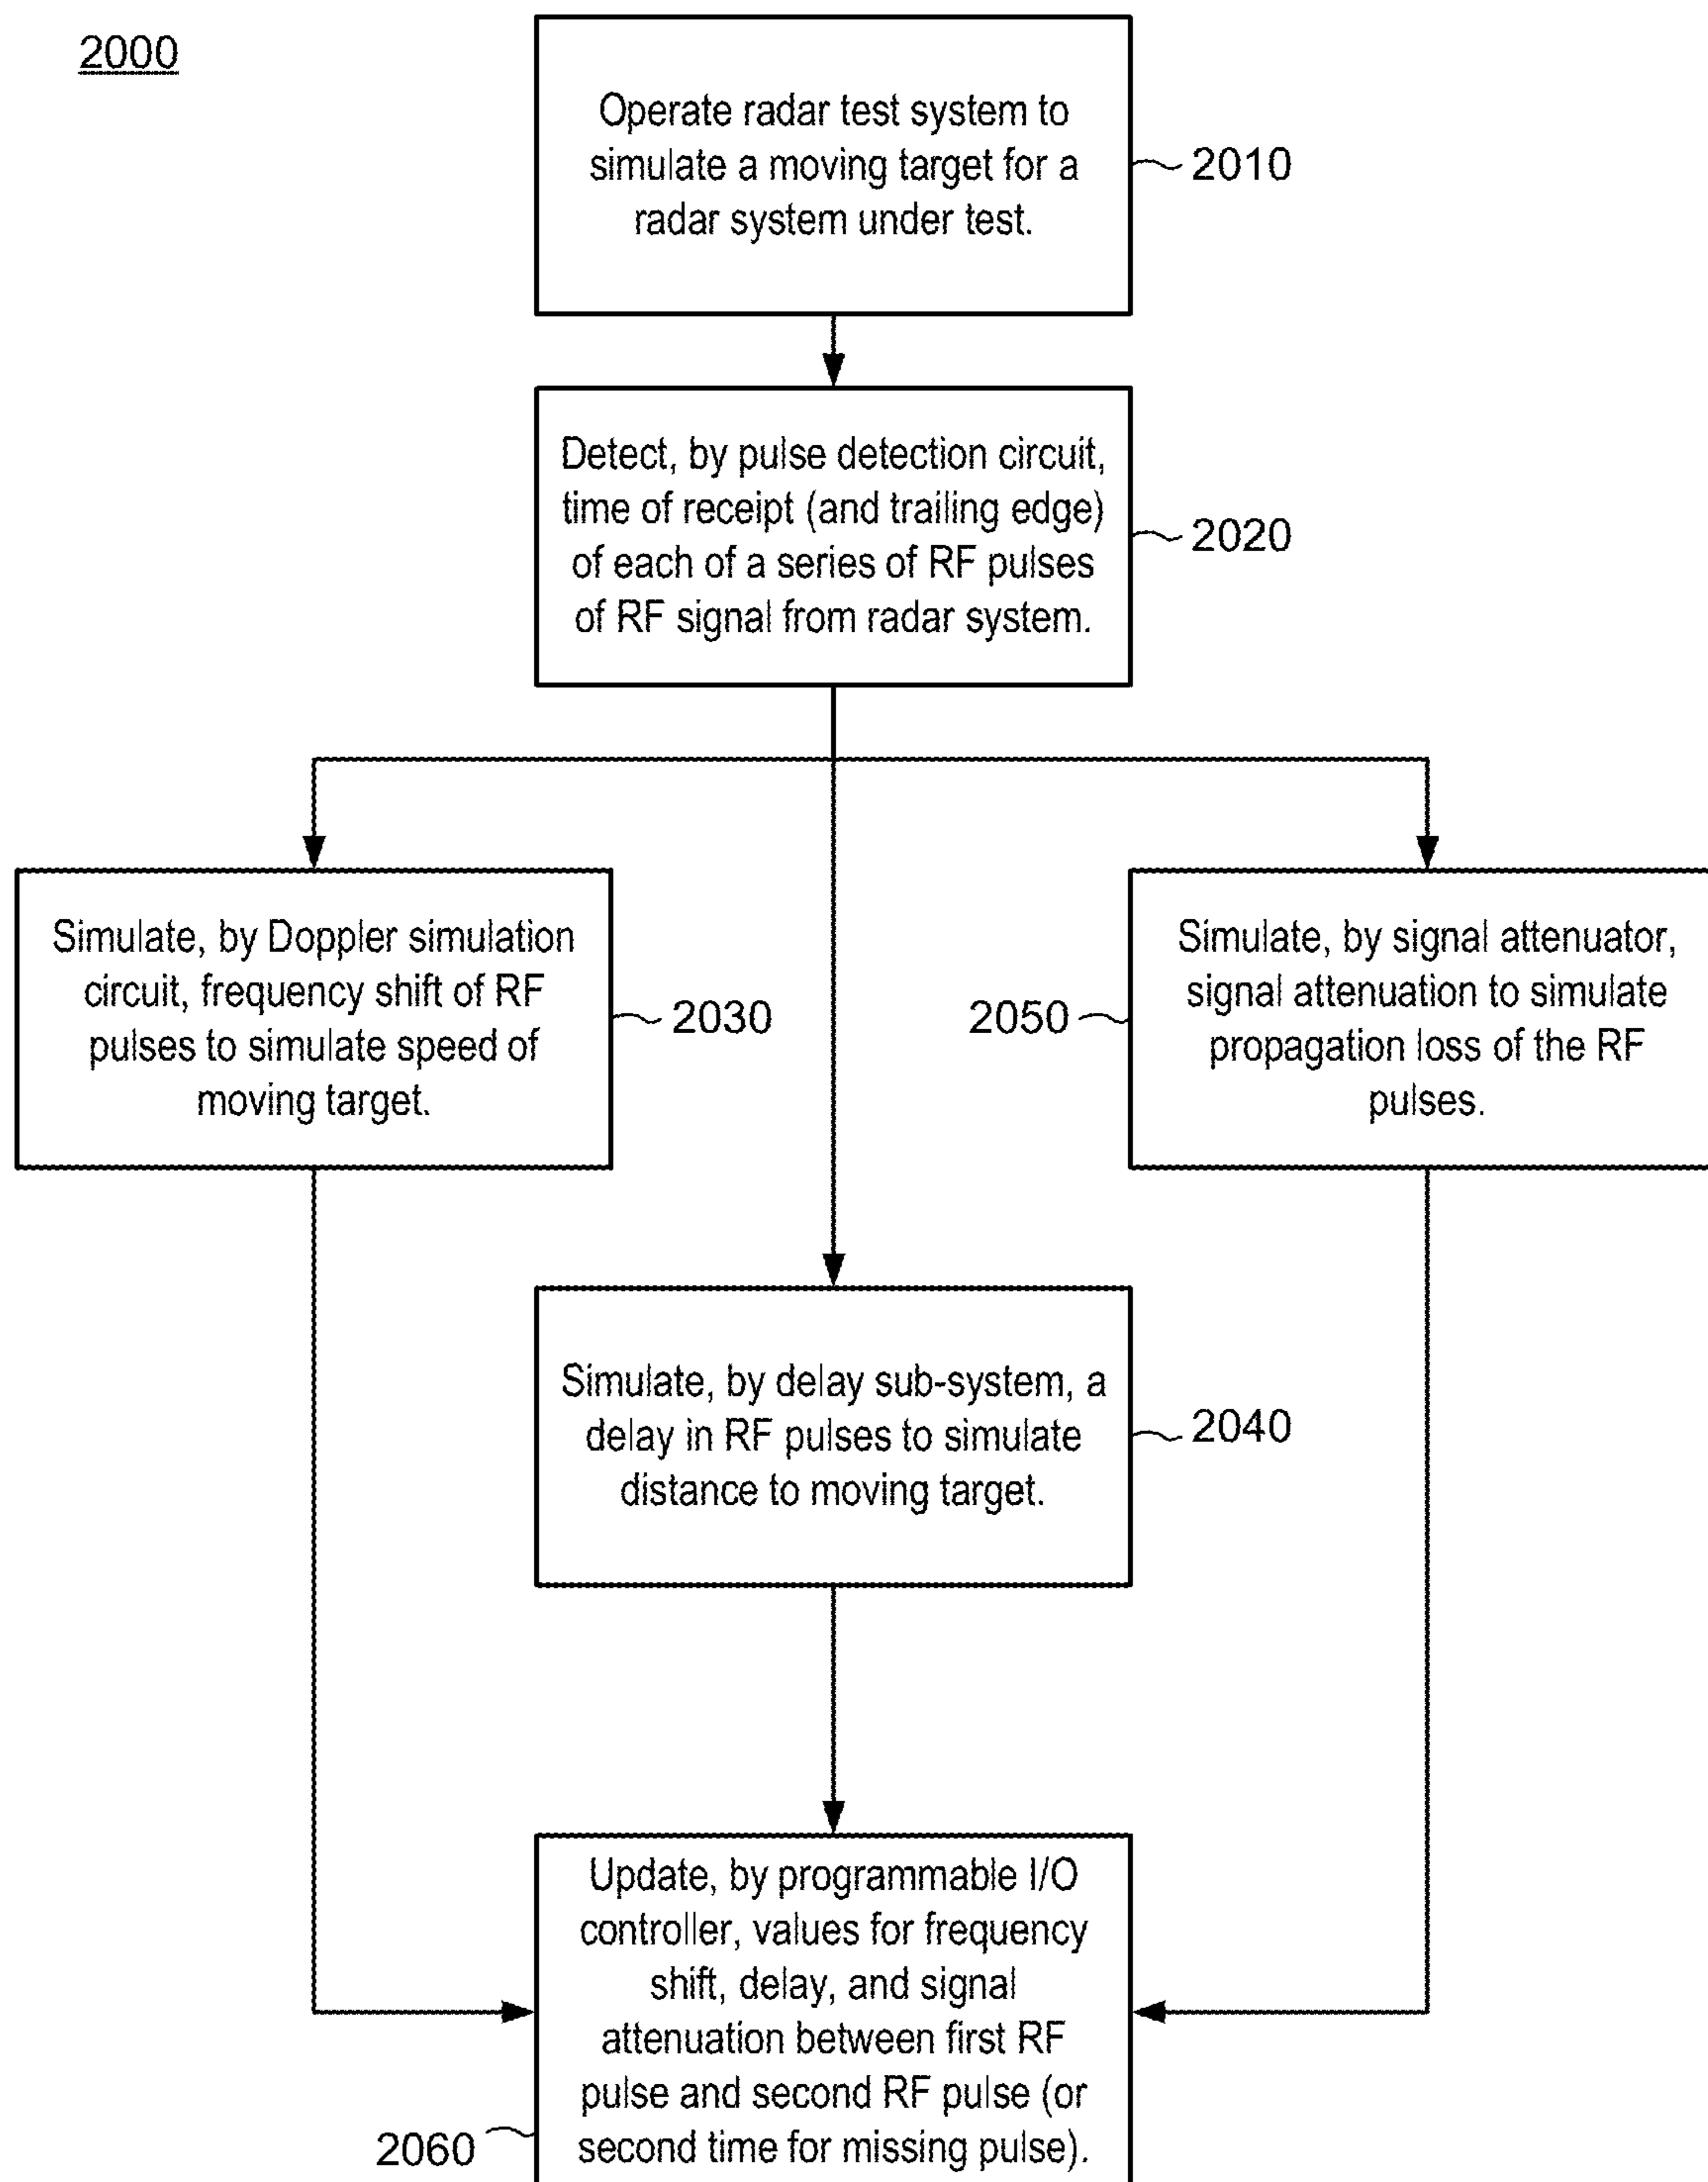 2000
Operate radar test system to
simulate a moving target for a
radar system under test.
2010
Detect, by pulse detection circuit,
time of receipt (and trailing edge)
of each of a series of RF pulses
of RF signal from radar system.
2020
Simulate, by Doppler simulation
circuit, frequency shift of RF
pulses to simulate speed of
moving target.
2030
Simulate, by signal attenuator,
signal attenuation to simulate
propagation loss of the RF
pulses.
2050
Simulate, by delay sub-system, a
delay in RF pulses to simulate
distance to moving target.
2040
Update, by programmable I/O
controller, values for frequency
shift, delay, and signal
attenuation between first RF
pulse and second RF pulse (or
second time for missing pulse).
2060